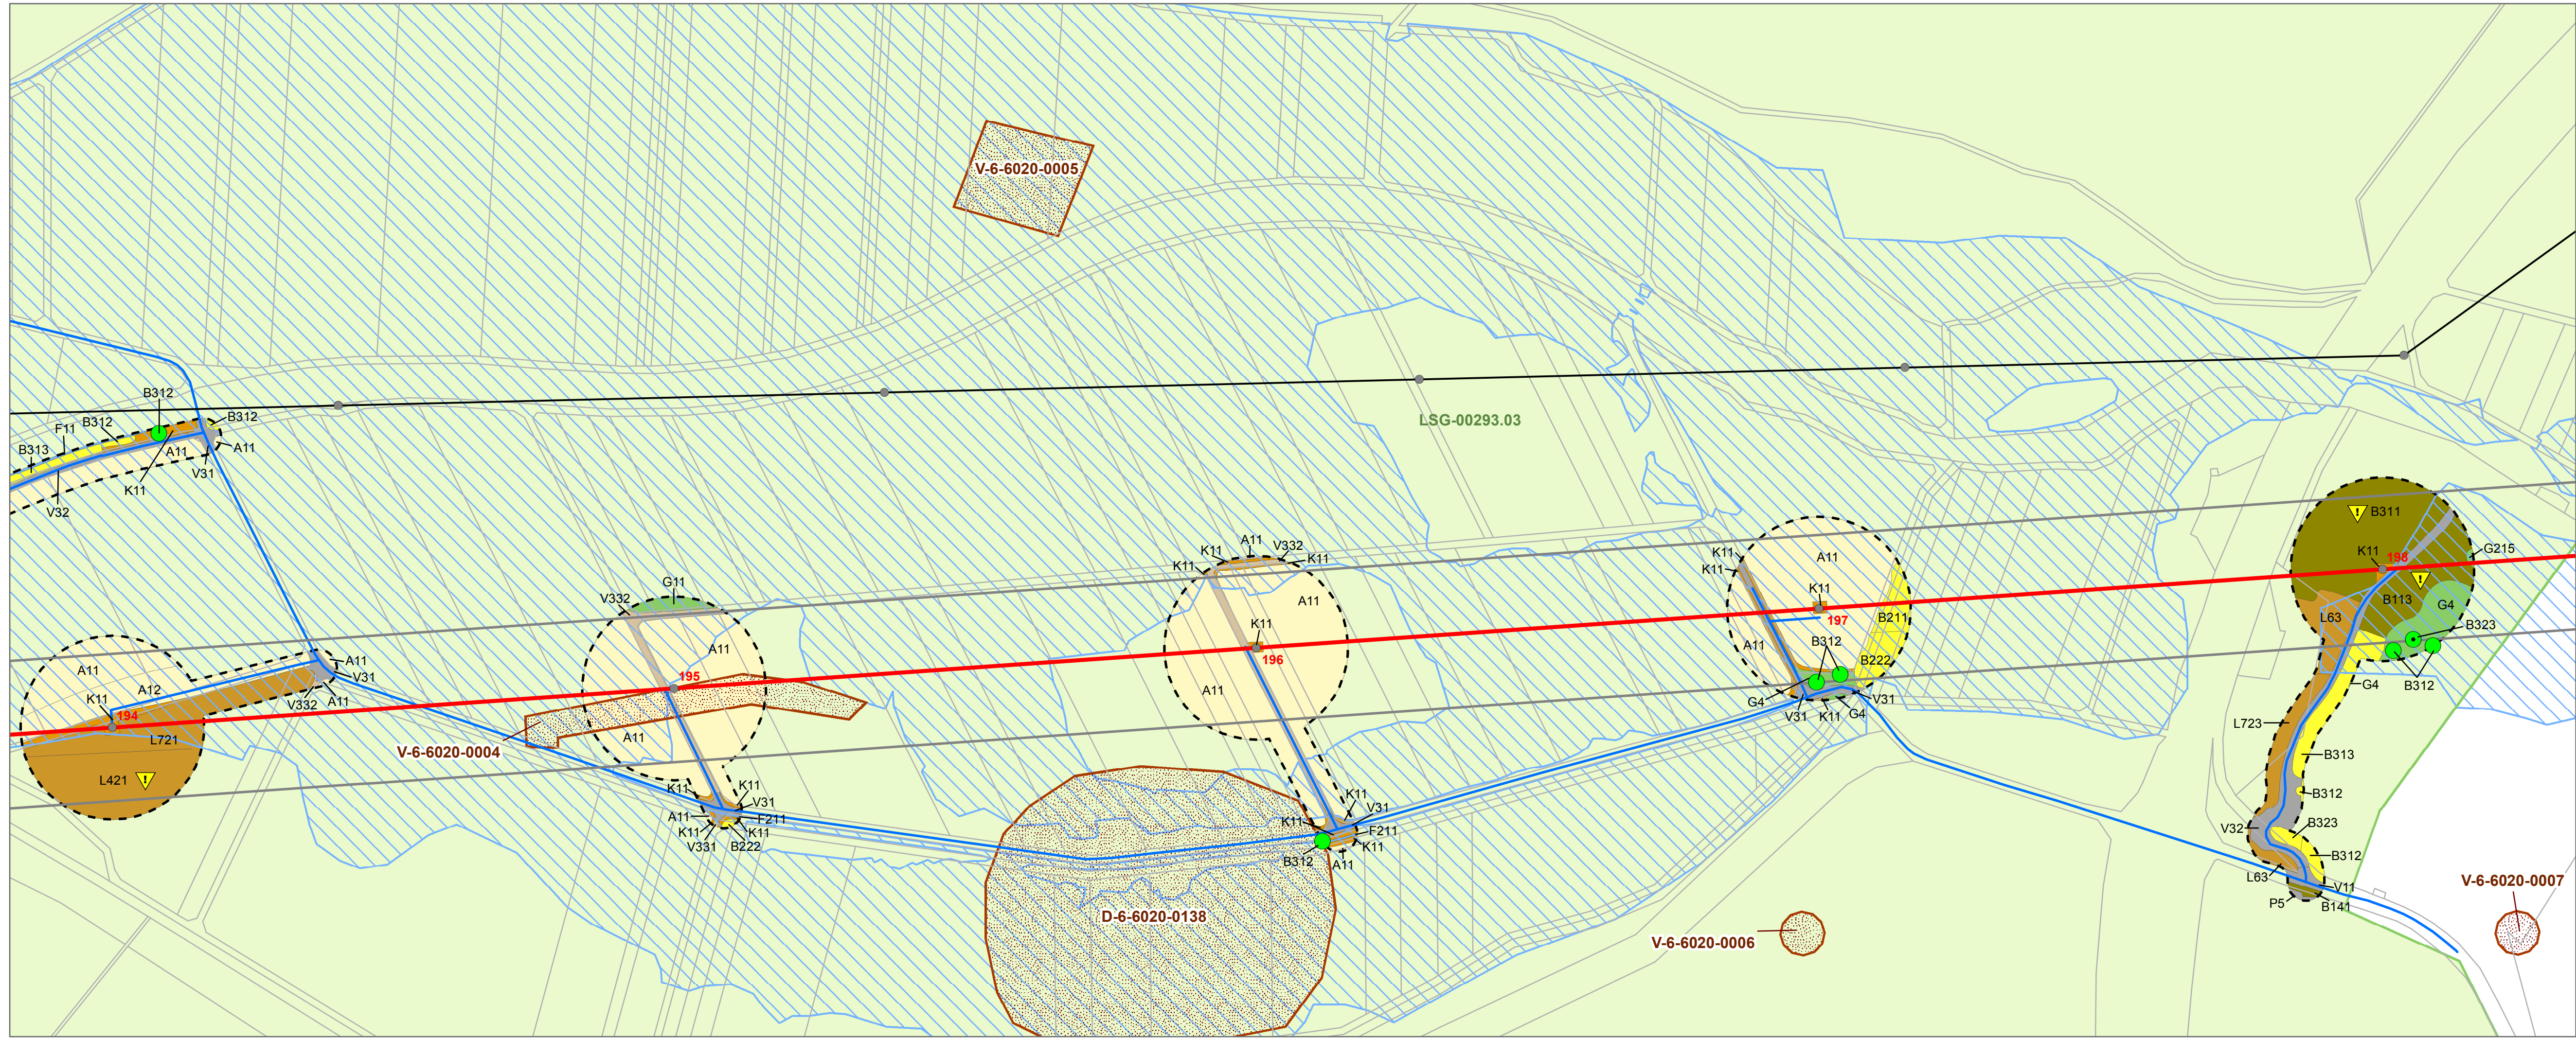 V-6-6020-0005
B312
B312
B312
F11
B313
A11
A11
V31
K11
V32
LSG-00293.03
A11
A12
K11
194
L721
L421
A11
V31
A11
V332
G11
V332
A11
195
A11
V-6-6020-0004
K11
K11
V31
A11
F211
K11
K11
V331
B222
A11
K11
V332
K11
K11
A11
K11
196
A11
K11
V31
K11
F211
K11
B312
A11
D-6-6020-0138
K11
K11
A11
K11
197
A11
B312
B211
B222
G4
V31
K11
G4
V31
V-6-6020-0006
B311
K11
198
G215
B113
G4
L63
B323
B312
G4
L723
B313
B312
V32
B323
B312
L63
V11
P5
B141
V-6-6020-0007